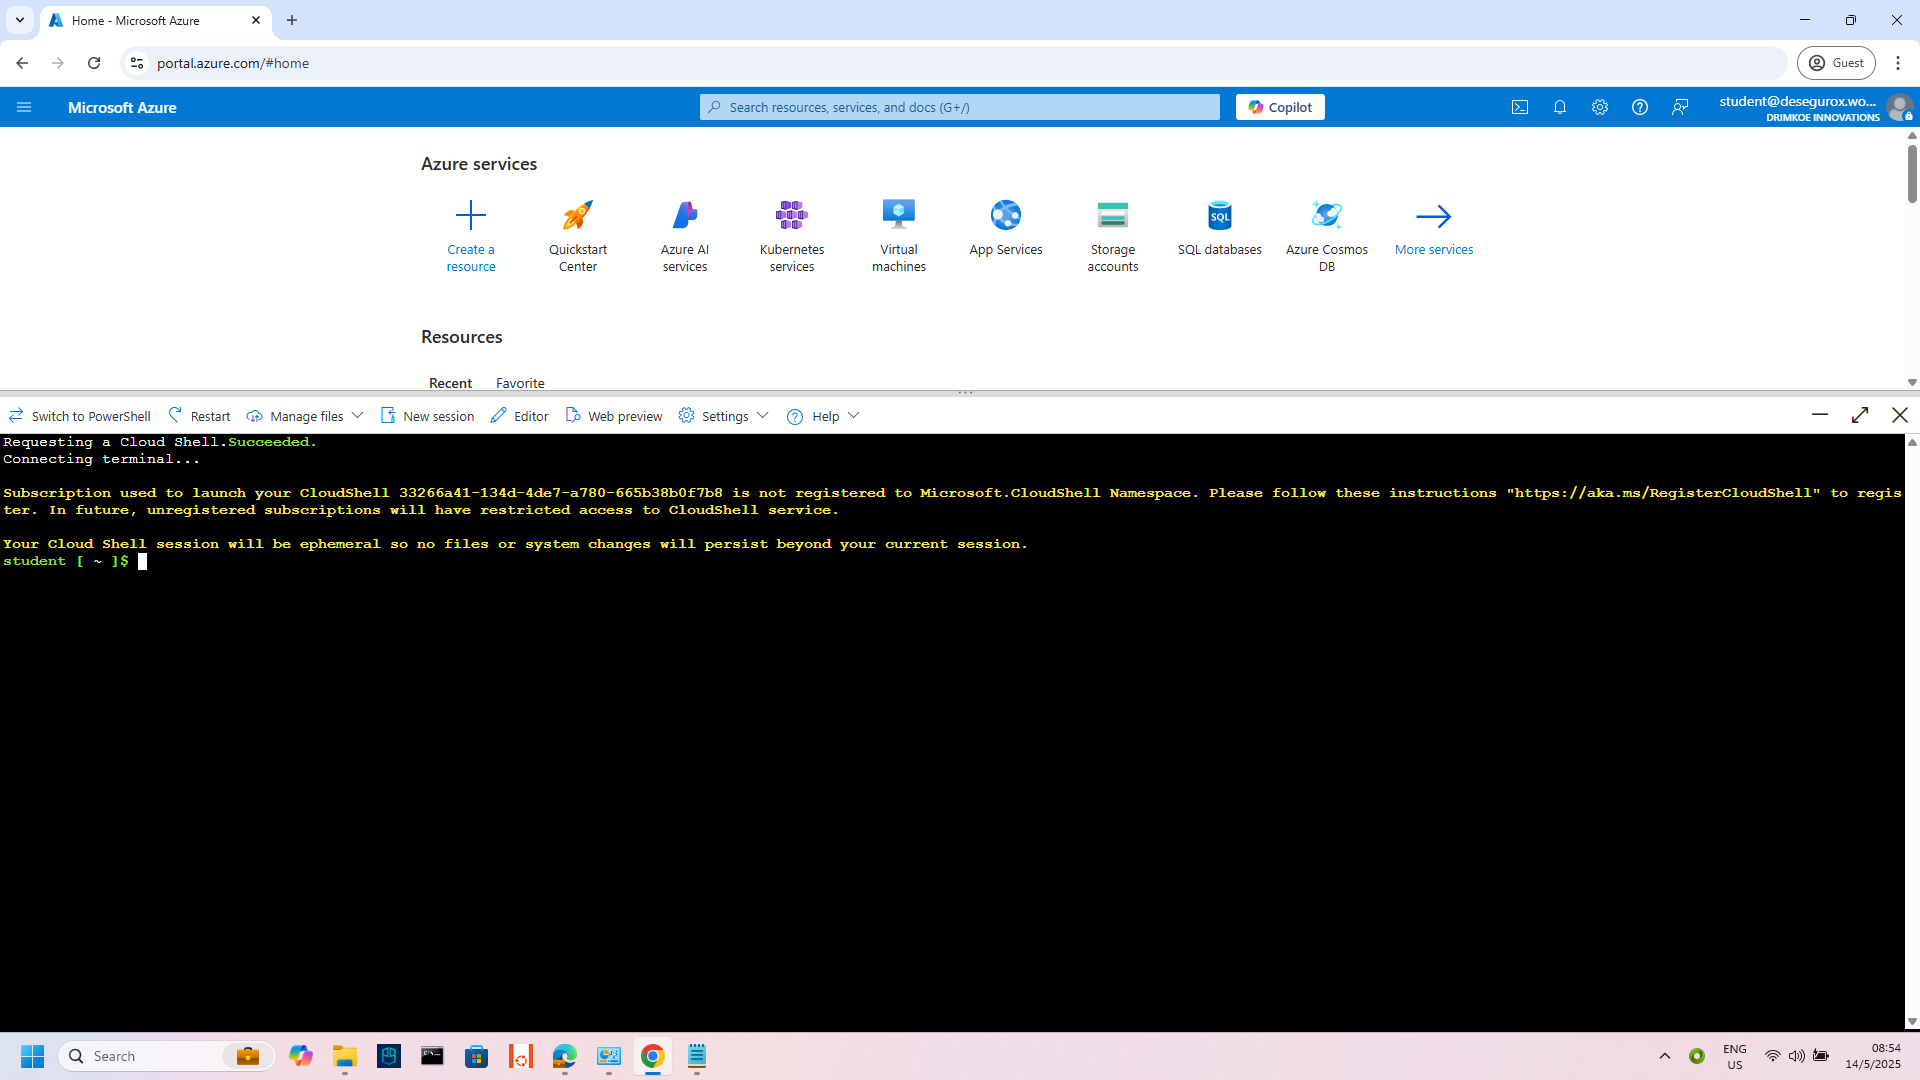 Home - Microsoft Azure
portal.azure.com/#home
Guest
Microsoft Azure
Search resources, services, and docs (G+/)
Copilot
student@desegurox.wo...
DRIMKOE INNOVATIONS
Azure services
Create a resource
Quickstart Center
Azure AI services
Kubernetes services
Virtual machines
App Services
Storage accounts
SQL
SQL databases
Azure Cosmos DB
More services
Resources
Recent
Favorite
Switch to PowerShell
Restart
Manage files
New session
Editor
Web preview
Settings
Help
Requesting a Cloud Shell.Succeeded.
Connecting terminal...
Subscription used to launch your CloudShell 33266a41-134d-4de7-a780-665b38b0f7b8 is not registered to Microsoft.CloudShell Namespace. Please follow these instructions "https://aka.ms/RegisterCloudShell" to regis
ter. In future, unregistered subscriptions will have restricted access to CloudShell service.
Your Cloud Shell session will be ephemeral so no files or system changes will persist beyond your current session.
student [ ~ ]$
Search
ENG
US
08:54
14/5/2025